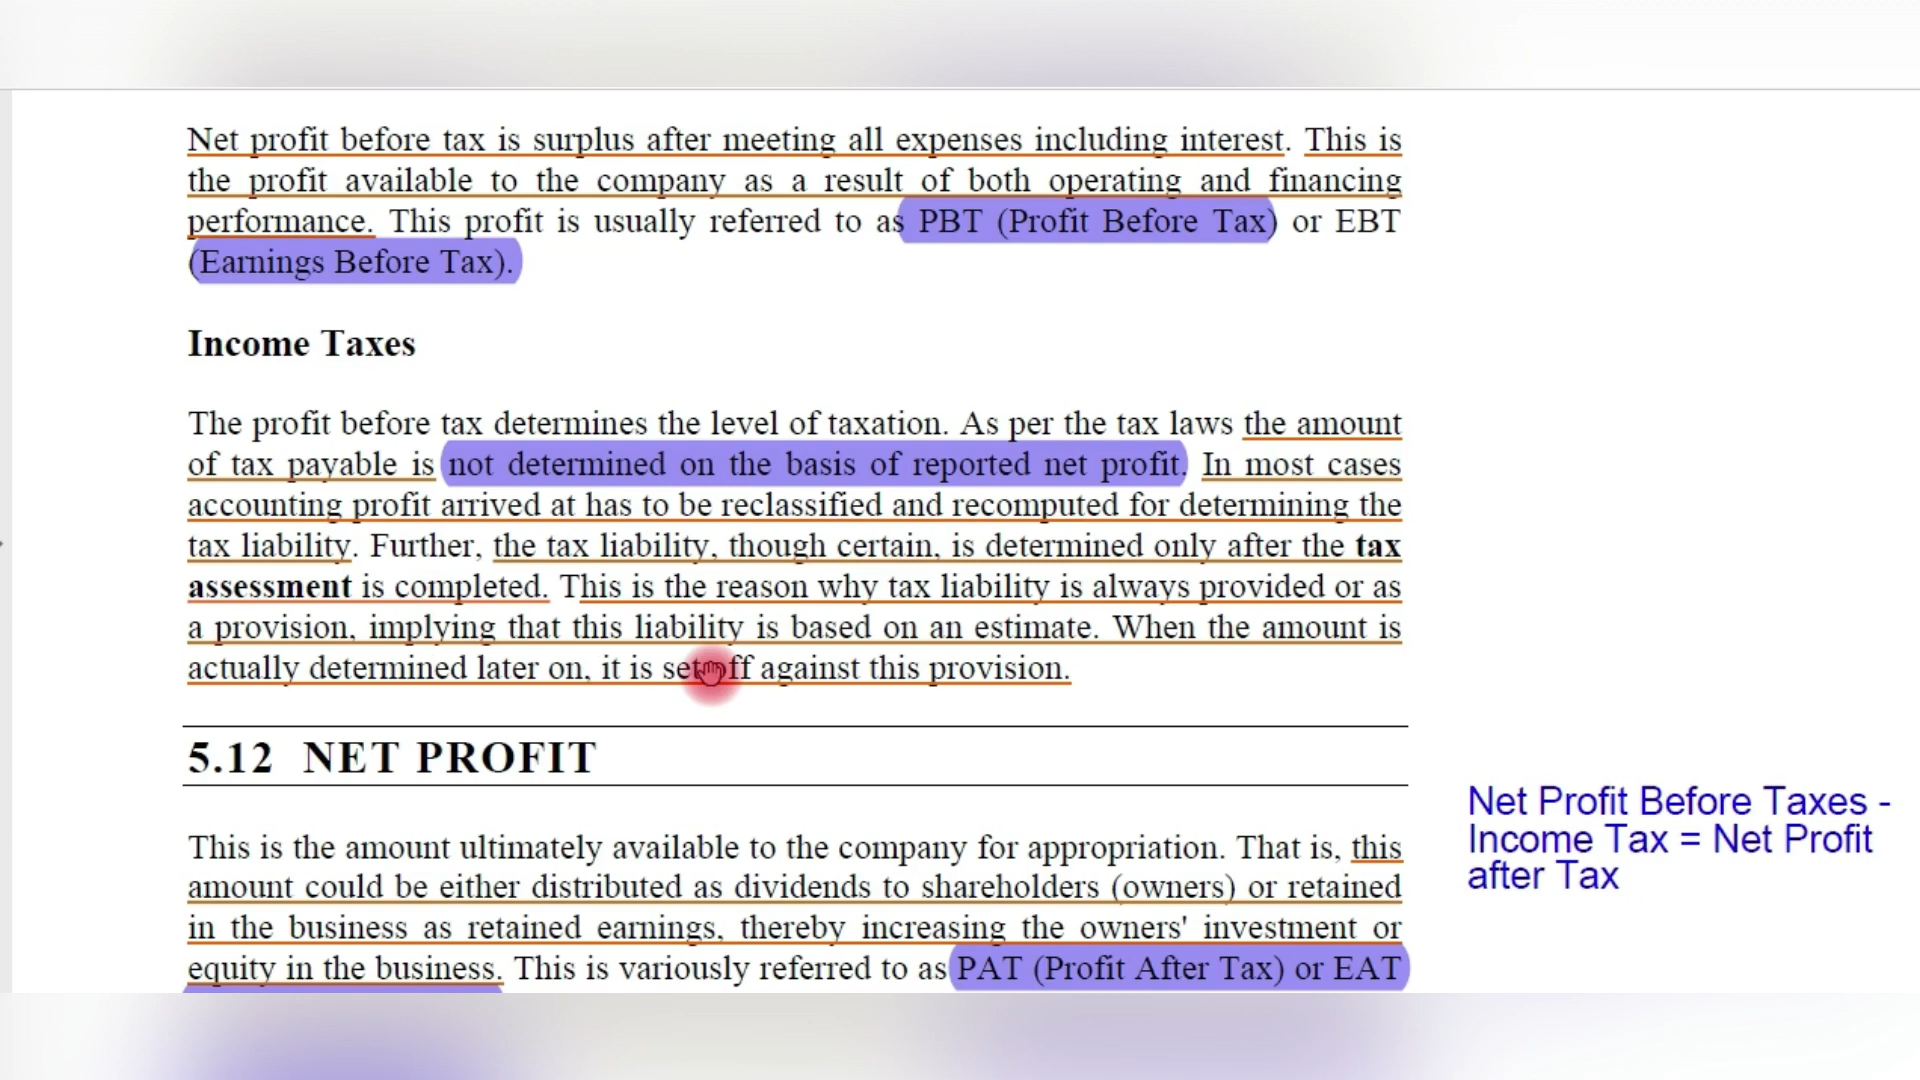 Net profit before tax is surplus after meeting all expenses including interest. This is
the profit available to the company as a result of both operating and financing
performance. This profit is usually referred to as PBT (Profit Before Tax) or EBT
(Earnings Before Tax).
Income Taxes
The profit before tax determines the level of taxation. As per the tax laws the amount
of tax payable is not determined on the basis of reported net profit. In most cases
accounting profit arrived at has to be reclassified and recomputed for determining the
tax liability. Further, the tax liability, though certain, is determined only after the tax
assessment is completed. This is the reason why tax liability is always provided or as
a provision, implying that this liability is based on an estimate. When the amount is
actually determined later on, it is set off against this provision.
5.12 NET PROFIT
This is the amount ultimately available to the company for appropriation. That is, this
amount could be either distributed as dividends to shareholders (owners) or retained
in the business as retained earnings, thereby increasing the owners' investment or
equity in the business. This is variously referred to as PAT (Profit After Tax) or EAT
Net Profit Before Taxes -
Income Tax = Net Profit
after Tax